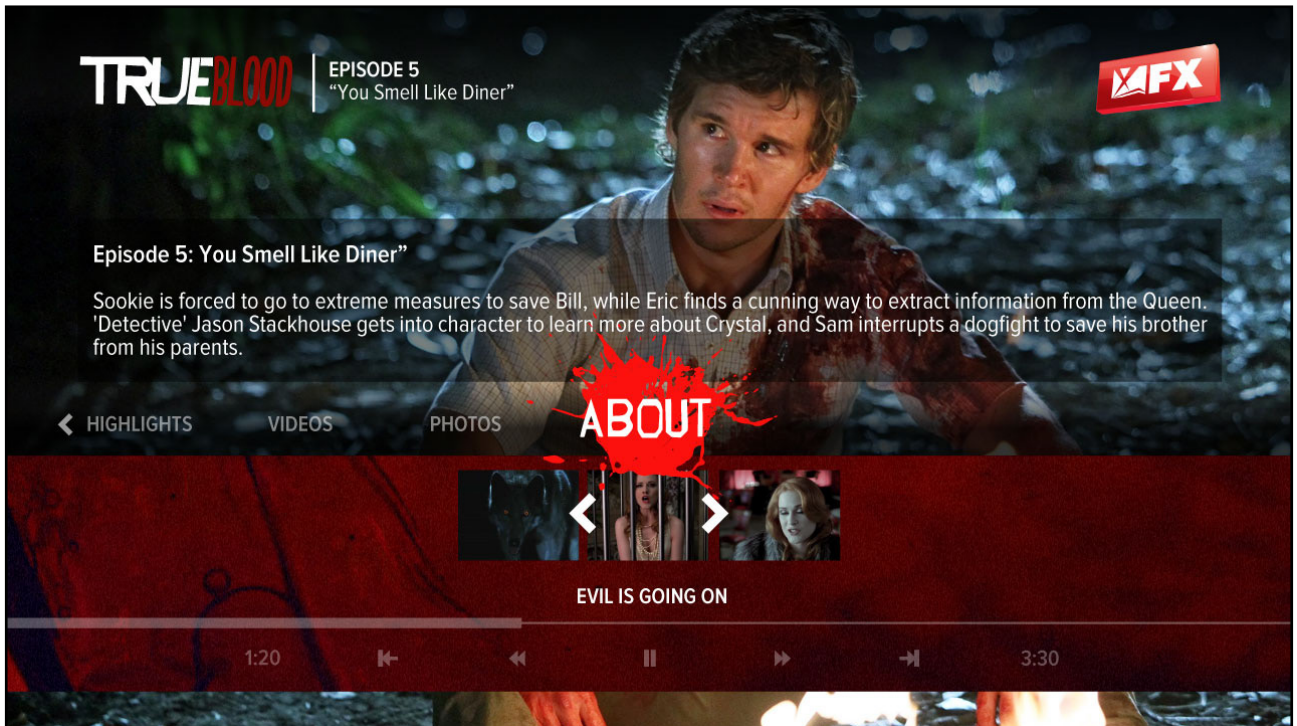 TRUEBLOOD
EPISODE 5
“You Smell Like Diner”
FX
Episode 5: You Smell Like Diner”
Sookie is forced to go to extreme measures to save Bill, while Eric finds a cunning way to extract information from the Queen.
'Detective' Jason Stackhouse gets into character to learn more about Crystal, and Sam interrupts a dogfight to save his brother
from his parents.
HIGHLIGHTS
VIDEOS
PHOTOS
ABOUT
EVIL IS GOING ON
1:20
3:30